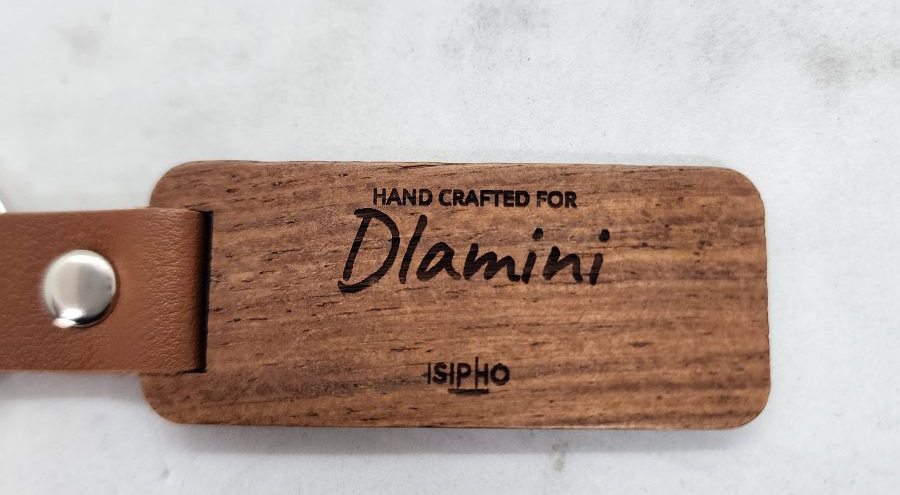 HAND CRAFTED FOR
Dlamini
ISIPHO